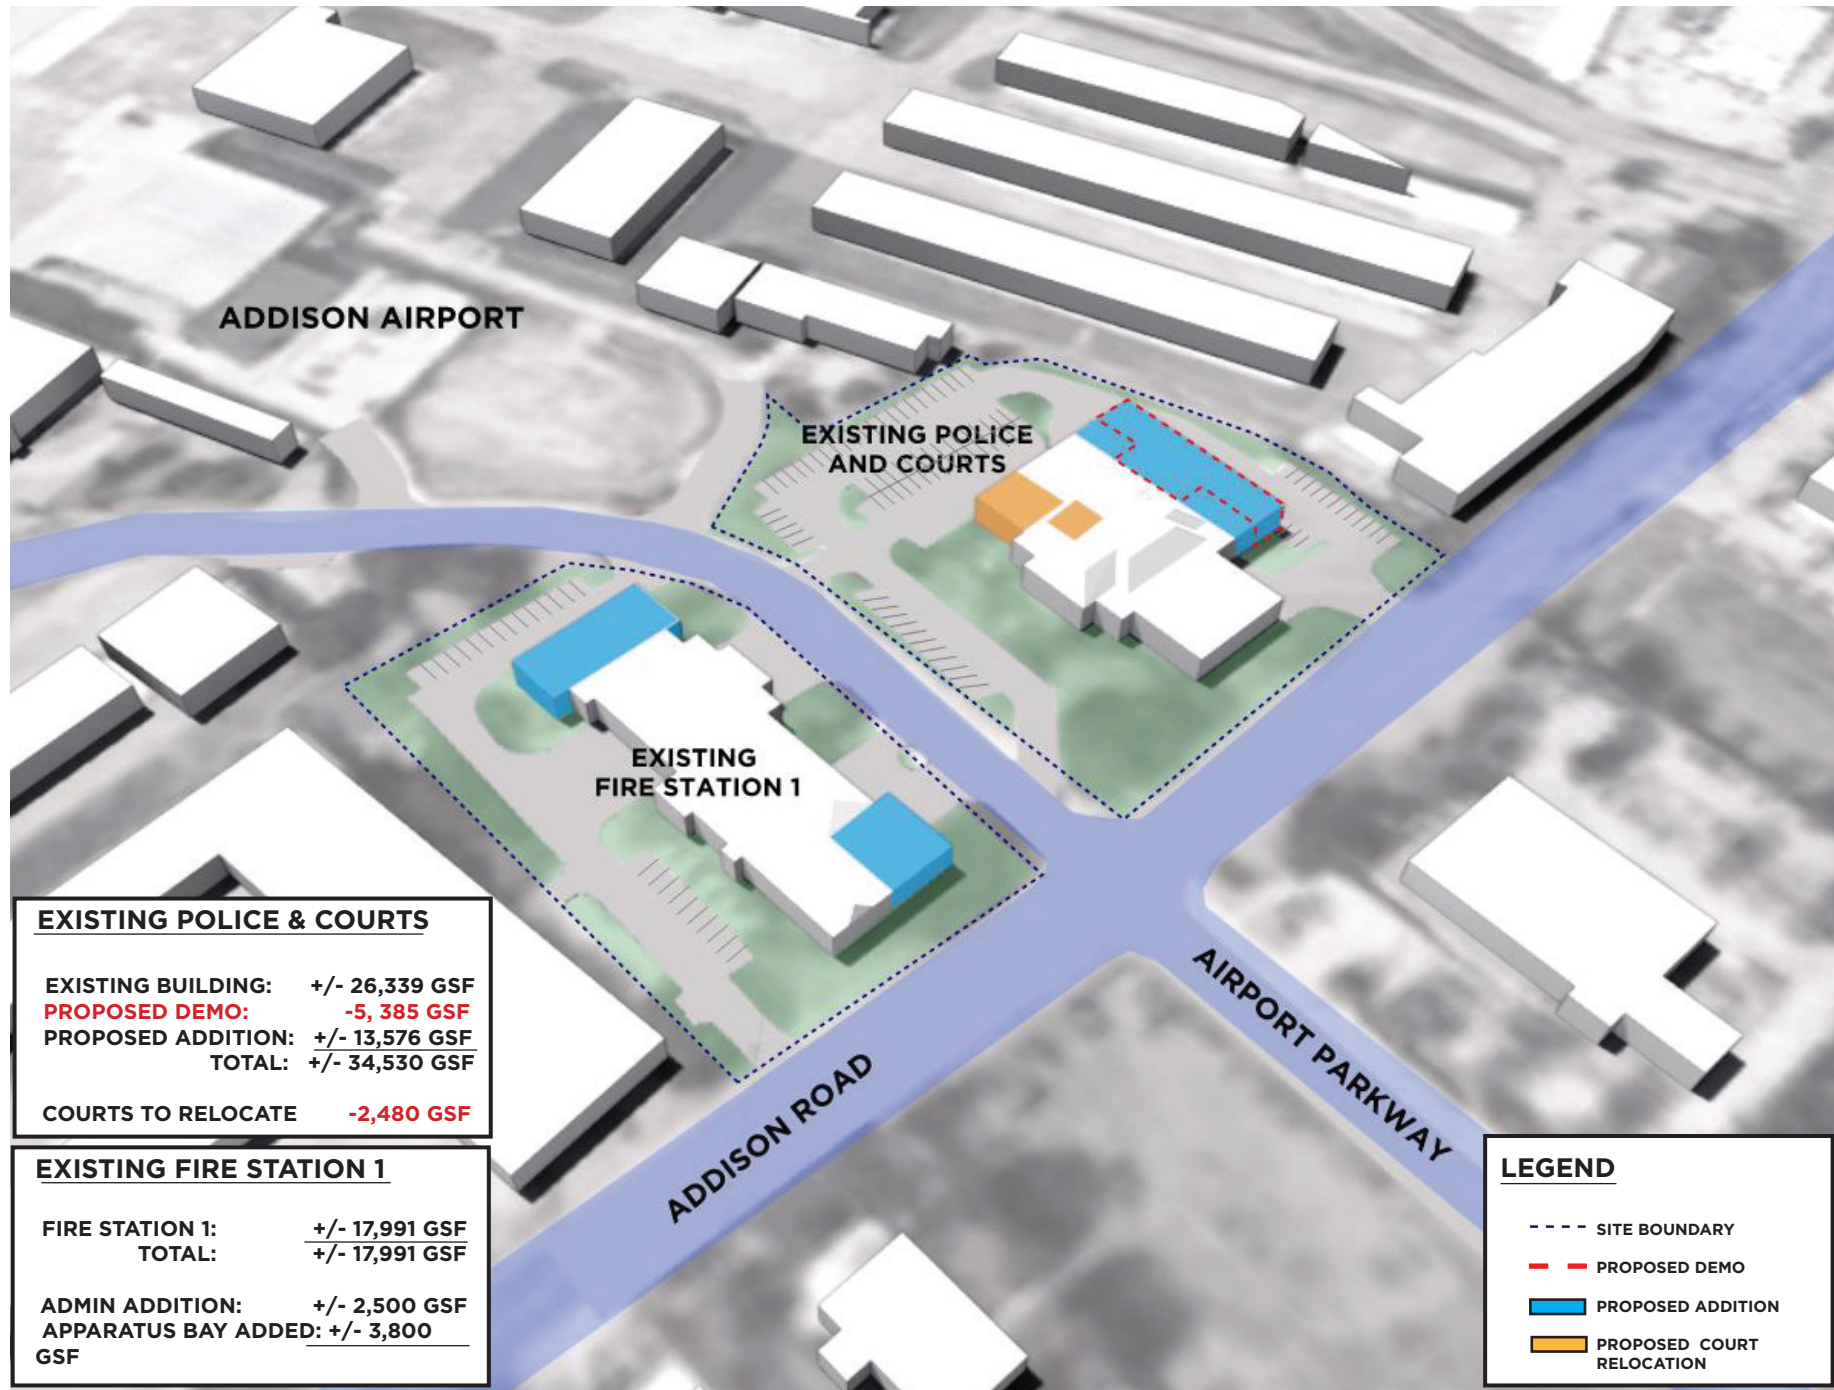 ADDISON AIRPORT
EXISTING POLICE
AND COURTS
EXISTING
FIRE STATION 1
ADDISON ROAD
AIRPORT PARKWAY
EXISTING POLICE & COURTS
EXISTING BUILDING: +/- 26,339 GSF
PROPOSED DEMO: -5, 385 GSF
PROPOSED ADDITION: +/- 13,576 GSF
TOTAL: +/- 34,530 GSF
COURTS TO RELOCATE -2,480 GSF
EXISTING FIRE STATION 1
FIRE STATION 1: +/- 17,991 GSF
TOTAL: +/- 17,991 GSF
ADMIN ADDITION: +/- 2,500 GSF
APPARATUS BAY ADDED: +/- 3,800
GSF
LEGEND
SITE BOUNDARY
PROPOSED DEMO
PROPOSED ADDITION
PROPOSED COURT
RELOCATION